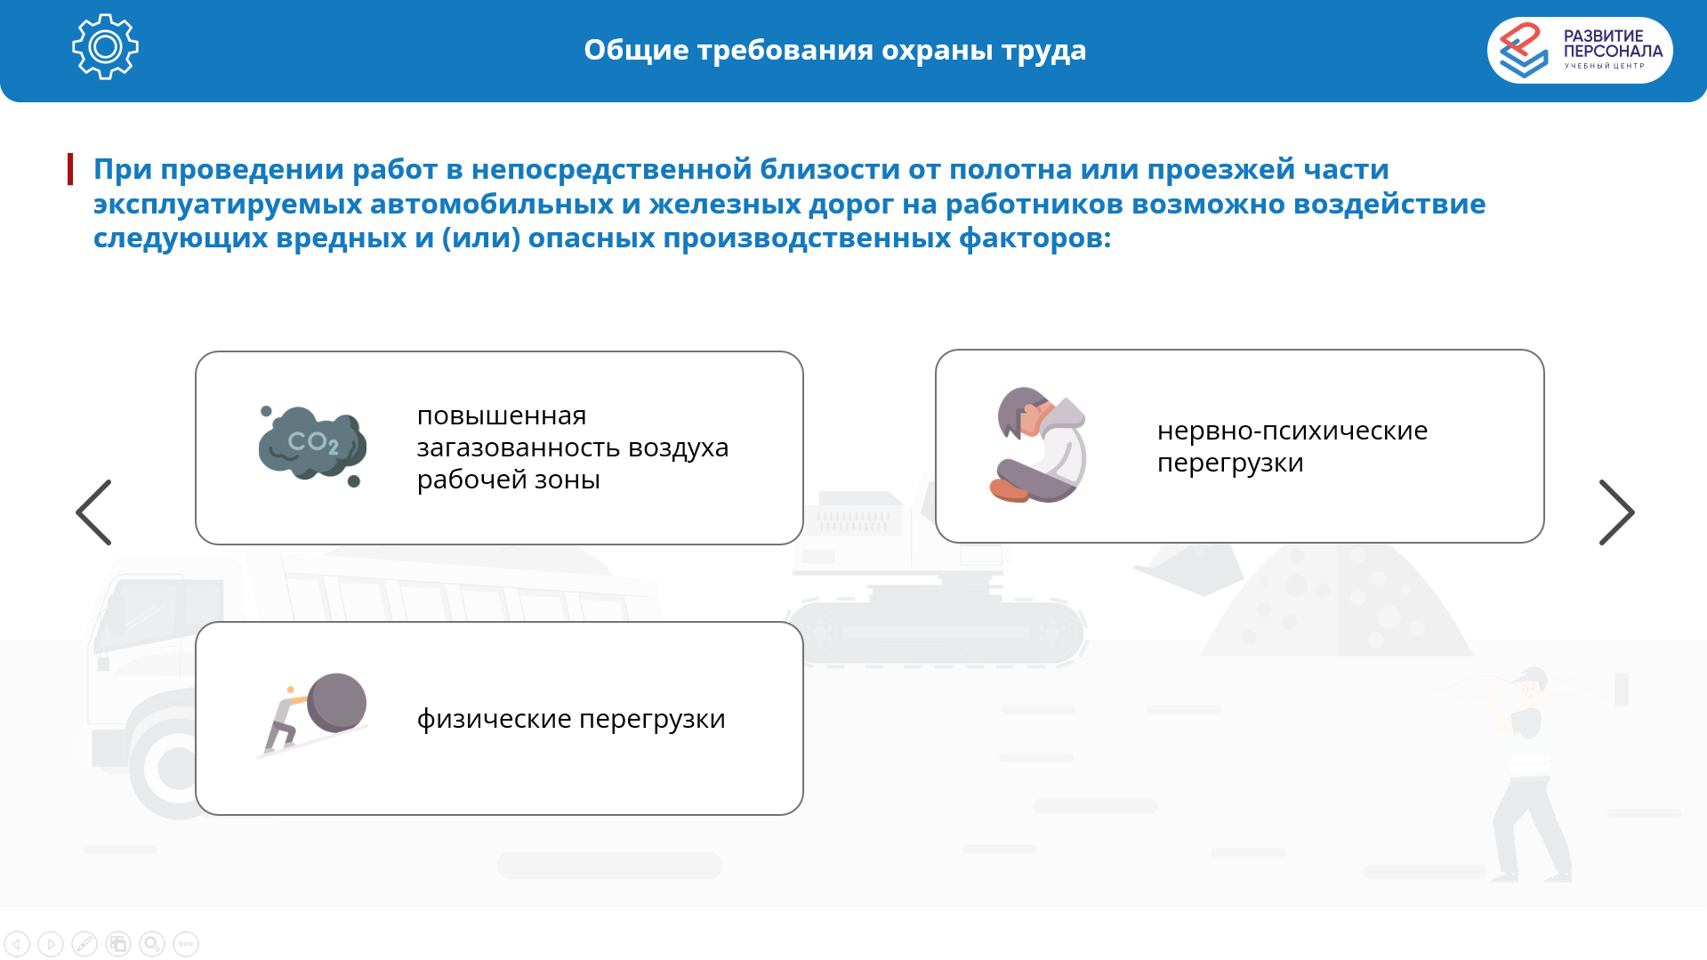 Общие требования охраны труда
РАЗВИТИЕ
ПЕРСОНАЛА
УЧЕБНЫЙ ЦЕНТР
При проведении работ в непосредственной близости от полотна или проезжей части
эксплуатируемых автомобильных и железных дорог на работников возможно воздействие
следующих вредных и (или) опасных производственных факторов:
CO2
повышенная
загазованность воздуха
рабочей зоны
нервно-психические
перегрузки
физические перегрузки